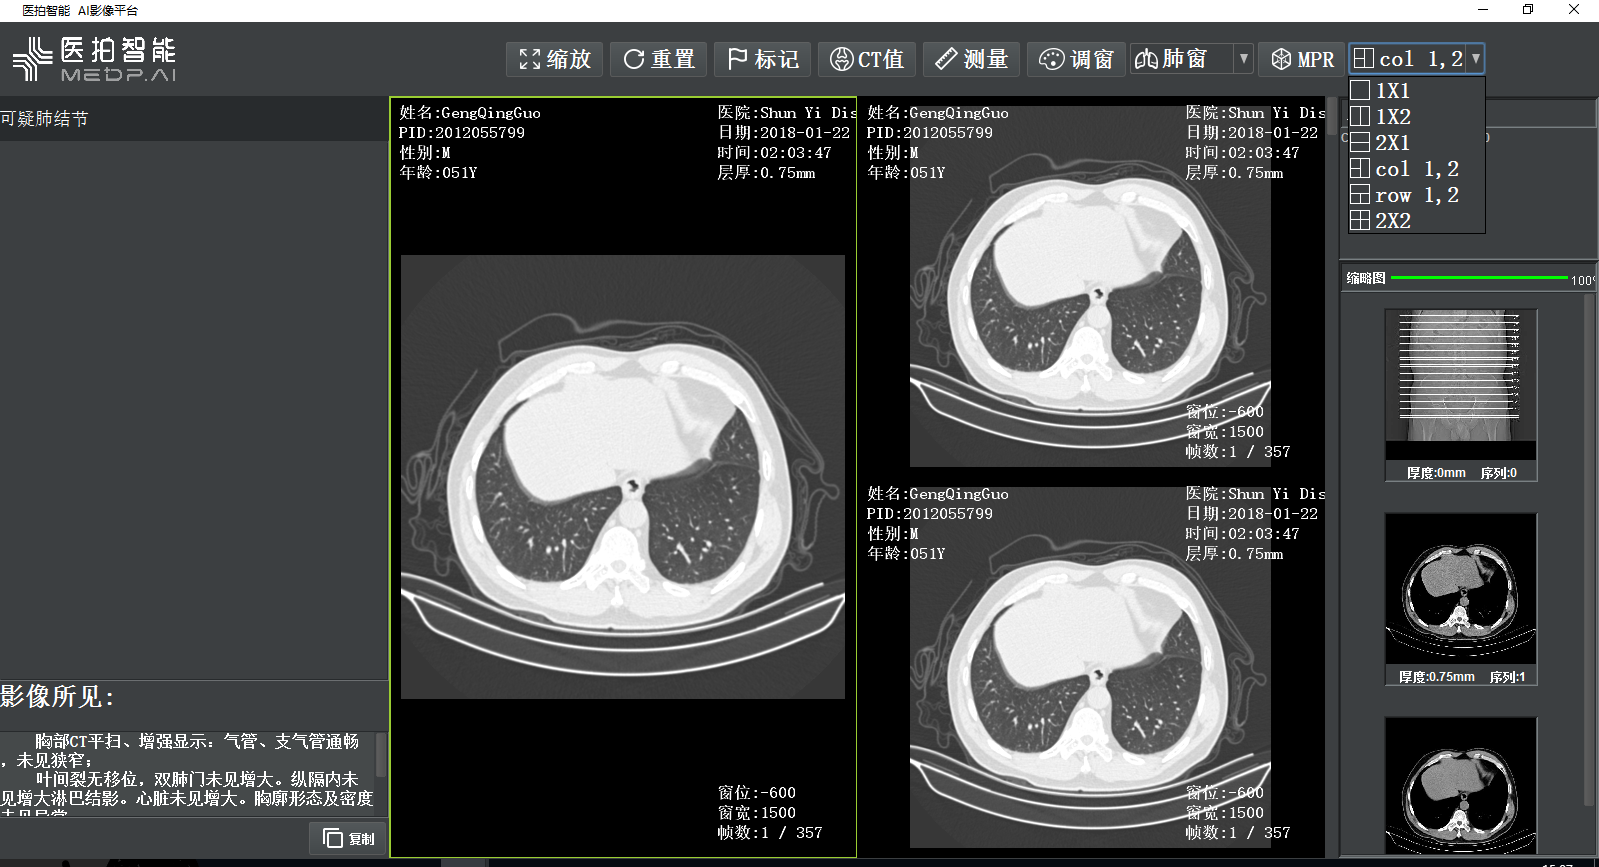 医拍智能 AI影像平台
医拍智能
MEDP.AI
缩放
重置
标记
CT值
测量
调窗
肺窗
MPR
col 1,2
1X1
1X2
2X1
col 1,2
row 1,2
2X2
可疑肺结节
影像所见:
胸部CT平扫、增强显示：气管、支气管通畅
，未见狭窄；
叶间裂无移位，双肺门未见增大。纵隔内未
见增大淋巴结影。心脏未见增大。胸廓形态及密度
复制
姓名:GengQingGuo
PID:2012055799
性别:M
年龄:051Y
医院:Shun Yi Dis
日期:2018-01-22
时间:02:03:47
层厚:0.75mm
窗位:-600
窗宽:1500
帧数:1 / 357
姓名:GengQingGuo
PID:2012055799
性别:M
年龄:051Y
医院:Shun Yi Dis
日期:2018-01-22
时间:02:03:47
层厚:0.75mm
窗位:-600
窗宽:1500
帧数:1 / 357
姓名:GengQingGuo
PID:2012055799
性别:M
年龄:051Y
医院:Shun Yi Dis
日期:2018-01-22
时间:02:03:47
层厚:0.75mm
窗位:-600
窗宽:1500
帧数:1 / 357
缩略图
100%
厚度:0mm 序列:0
厚度:0.75mm 序列:1